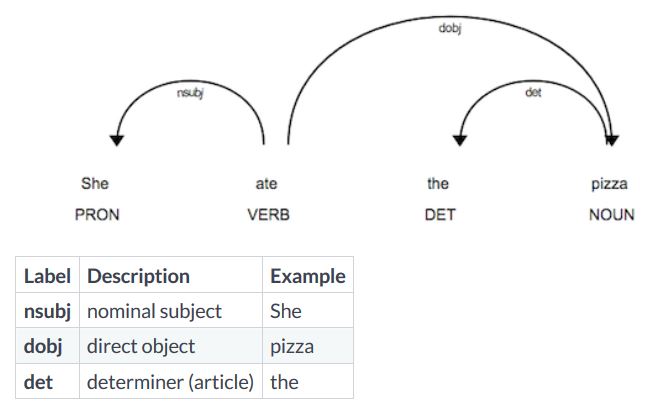 dobj
nsubj det
She ate the pizza
PRON VERB DET NOUN
Label Description Example
nsubj nominal subject She
dobj direct object pizza
det determiner (article) the